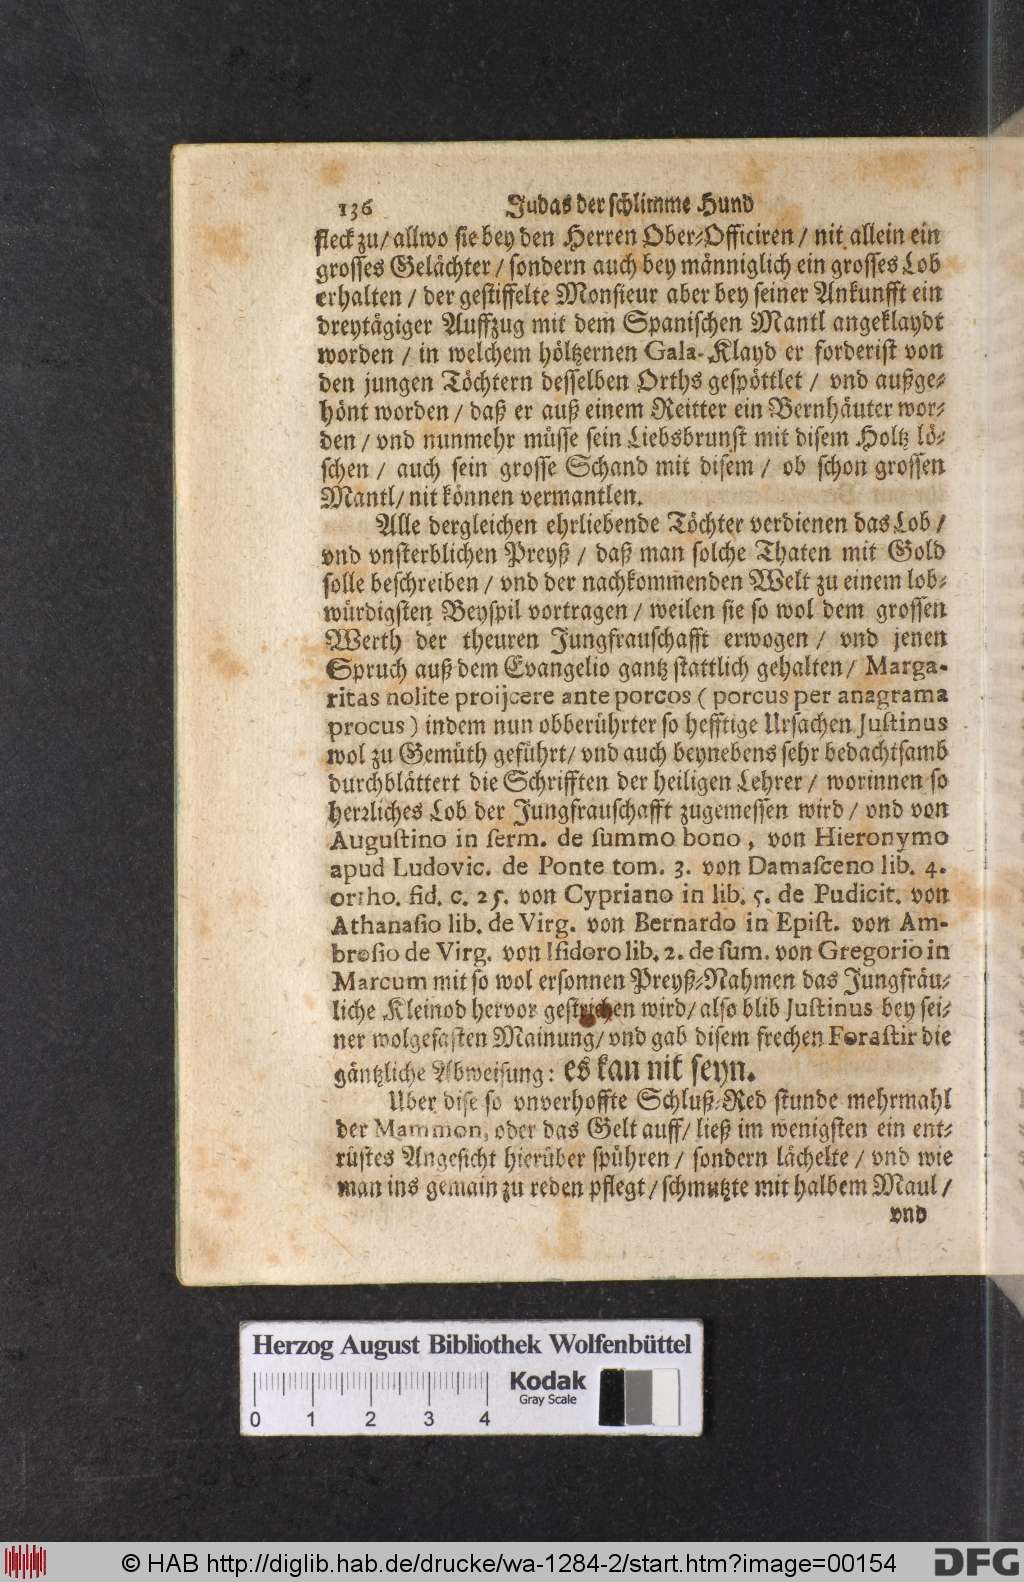 136 Judas der schlimme Hund
fleck zu/ allwo sie bey den Herren Ober-Officiren / nit allein ein
grosses Gelächter / sondern auch bey männiglich ein grosses Lob
erhalten / der gestiffelte Monsieur aber bey seiner Ankunfft ein
dreytägiger Auffzug mit dem Spanischen Mantl angeklaydt
worden / in welchem höltzernen Gala-Klayd er forderist von
den jungen Töchtern desselben Orths gespöttlet / vnd außge-
hönt worden / daß er auß einem Reitter ein Bernhäuter wor-
den / vnd nunmehr müsse sein Liebsbrunst mit disem Holtz lö-
schen / auch sein grosse Schand mit disem / ob schon grossen
Mantl/ nit können vermantlen.
Alle dergleichen ehrliebende Töchter verdienen das Lob /
vnd vnsterblichen Preyß / daß man solche Thaten mit Gold
solle beschreiben / vnd der nachkommenden Welt zu einem lob-
würdigsten Beyspil vortragen / weilen sie so wol dem grossen
Werth der theuren Jungfrauschafft erwogen / vnd jenen
Spruch auß dem Evangelio gantz stattlich gehalten / Marga-
ritas nolite proijcere ante porcos ( porcus per anagrama
procus ) indem nun obberührter so hefftige Ursachen Justinus
wol zu Gemüth geführt/ vnd auch beynebens sehr bedachtsamb
durchblättert die Schrifften der heiligen Lehrer / worinnen so
herrliches Lob der Jungfrauschafft zugemessen wird / vnd von
Augustino in serm. de summo bono, von Hieronymo
apud Ludovic. de Ponte tom. 3. von Damasceno lib. 4.
ortho. fid. c. 25. von Cypriano in lib. 5. de Pudicit. von
Athanasio lib. de Virg. von Bernardo in Epist. von Am-
brosio de Virg. von Isidoro lib. 2. de sum. von Gregorio in
Marcum mit so wol ersonnen Preyß-Nahmen das Jungfräu-
liche Kleinod hervor gestrichen wird/ also blib Justinus bey sei-
ner wolgefasten Mainung/ vnd gab disem frechen Forastir die
gäntzliche Abweisung: es kan nit seyn.
Uber dise so vnverhoffte Schluß-Red stunde mehrmahl
der Mammon, oder das Gelt auff/ ließ im wenigsten ein ent-
rüstes Angesicht hierüber spühren / sondern lächelte / vnd wie
man ins gemain zu reden pflegt / schmutzte mit halbem Maul /
vnd
Herzog August Bibliothek Wolfenbüttel
Kodak
Gray Scale
0 1 2 3 4
© HAB http://diglib.hab.de/drucke/wa-1284-2/start.htm?image=00154
DFG